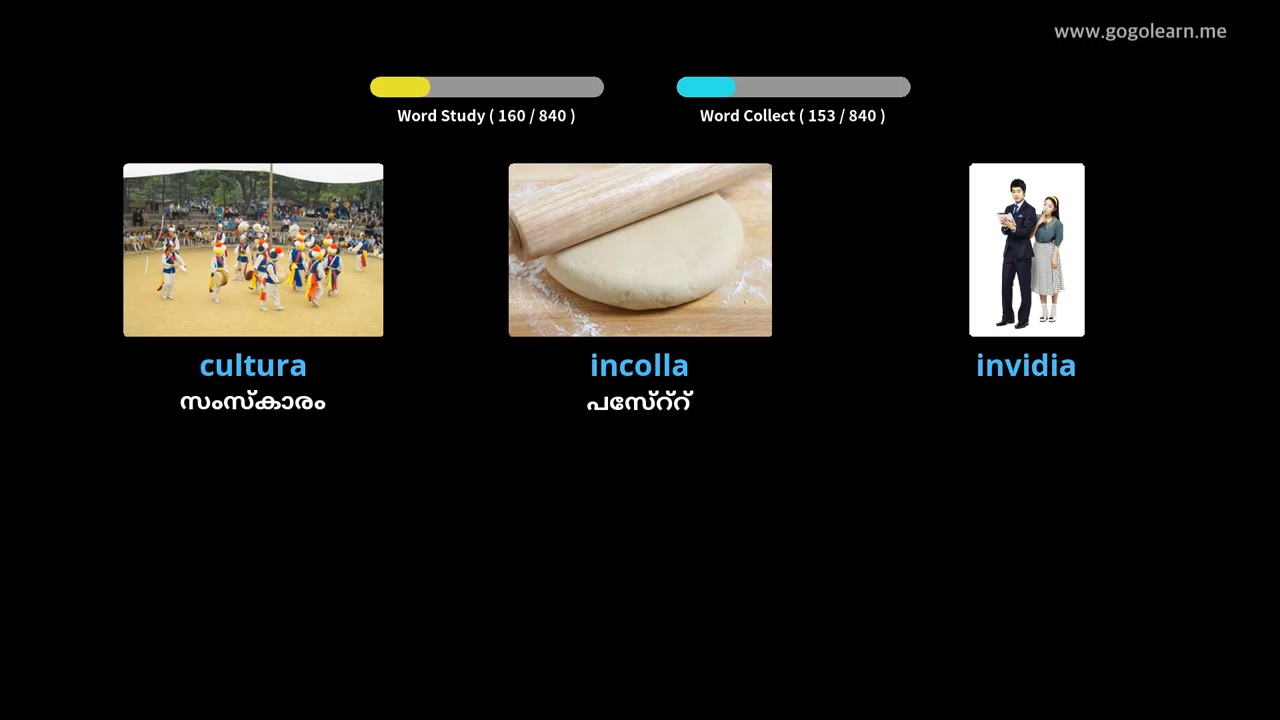 www.gogolearn.me
Word Study ( 160 / 840 )
Word Collect ( 153 / 840 )
cultura
സംസ്കാരം
incolla
പസ്റ്റേ്
invidia